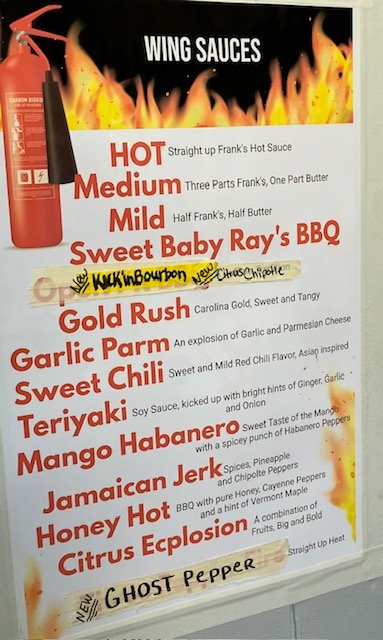 WING SAUCES
CARBON DIOXIDE
HOT Straight up Frank's Hot Sauce
Medium Three Parts Frank's, One Part Butter
Mild Half Frank's, Half Butter
Sweet Baby Ray's BBQ
New Kick'inBourbon New CitrusChipotle
Gold Rush Carolina Gold, Sweet and Tangy
Garlic Parm An explosion of Garlic and Parmesian Cheese
Sweet Chili Sweet and Mild Red Chili Flavor, Asian inspired
Teriyaki Soy Sauce, kicked up with bright hints of Ginger, Garlic
and Onion
Mango Habanero Sweet Taste of the Mango
with a spicey punch of Habanero Peppers
Jamaican Jerk Spices, Pineapple
and Chipolte Peppers
Honey Hot BBQ with pure Honey, Cayenne Peppers
and a hint of Vermont Maple
Citrus Ecplosion A combination of
Fruits, Big and Bold
NEW GHOST PEPPER Straight Up Heat